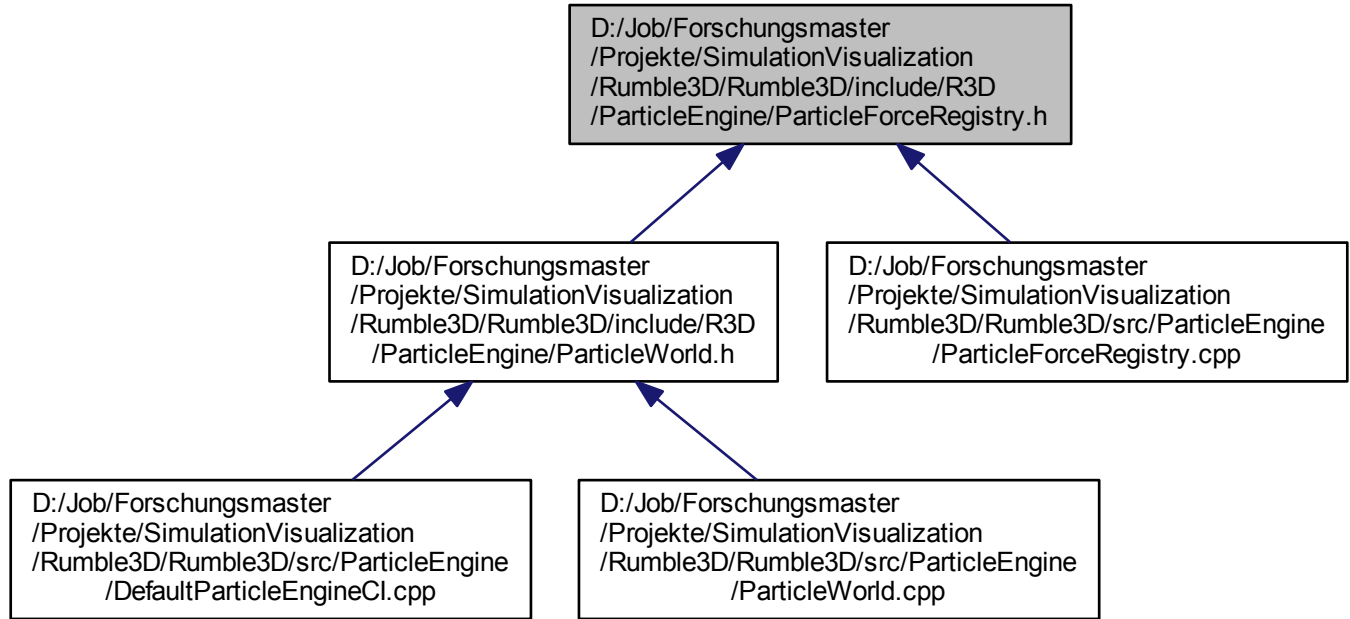 D:/Job/Forschungsmaster
/Projekte/SimulationVisualization
/Rumble3D/Rumble3D/include/R3D
/ParticleEngine/ParticleForceRegistry.h
D:/Job/Forschungsmaster
/Projekte/SimulationVisualization
/Rumble3D/Rumble3D/include/R3D
/ParticleEngine/ParticleWorld.h
D:/Job/Forschungsmaster
/Projekte/SimulationVisualization
/Rumble3D/Rumble3D/src/ParticleEngine
/ParticleForceRegistry.cpp
D:/Job/Forschungsmaster
/Projekte/SimulationVisualization
/Rumble3D/Rumble3D/src/ParticleEngine
/DefaultParticleEngineCI.cpp
D:/Job/Forschungsmaster
/Projekte/SimulationVisualization
/Rumble3D/Rumble3D/src/ParticleEngine
/ParticleWorld.cpp